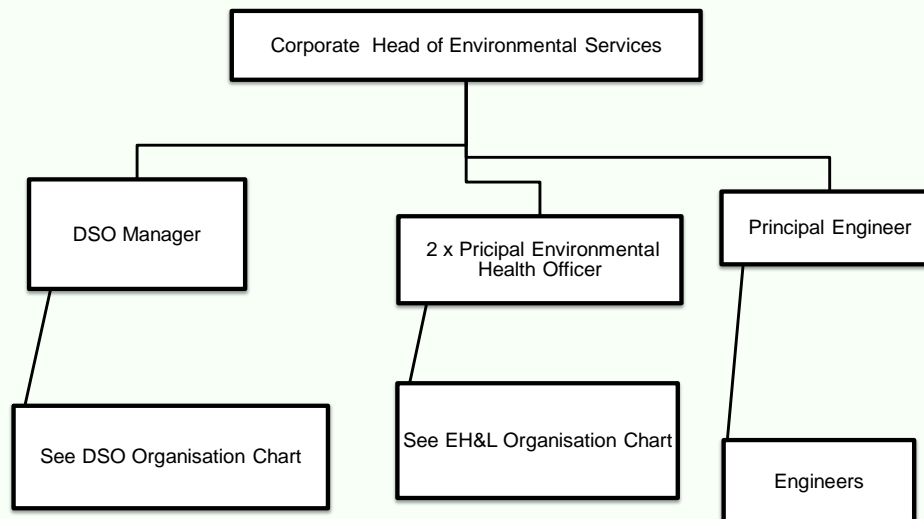 Corporate  Head of Environmental Services
DSO Manager
2 x Pricipal Environmental
Health Officer
Principal Engineer
See DSO Organisation Chart
See EH&L Organisation Chart
Engineers